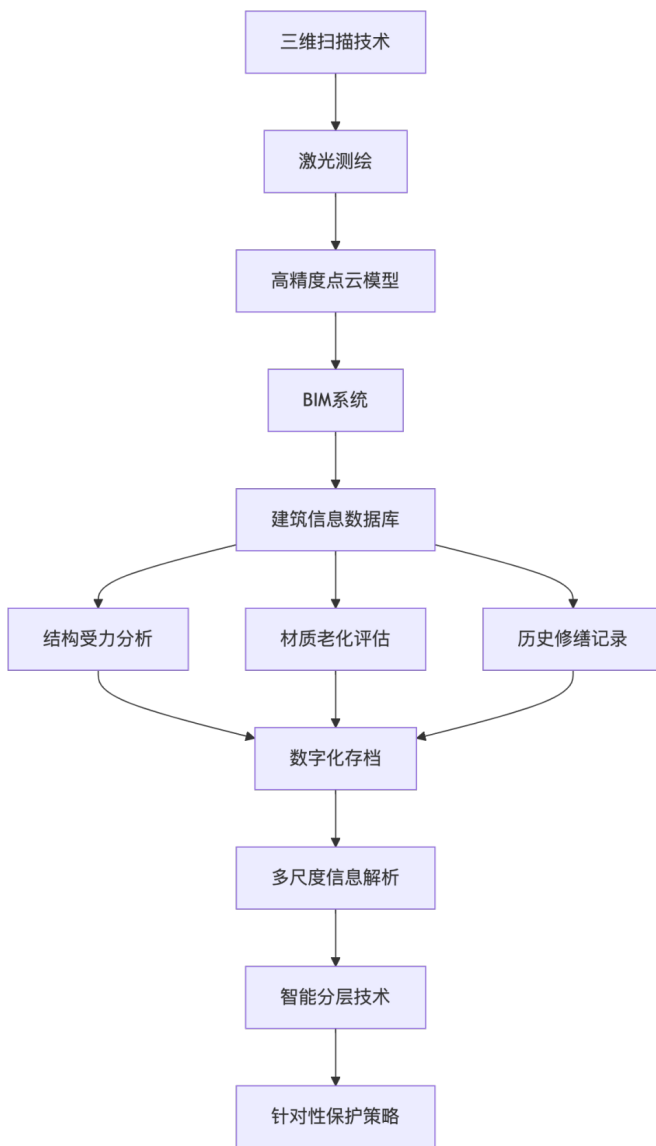 三维扫描技术
激光测绘
高精度点云模型
BIM系统
建筑信息数据库
结构受力分析
材质老化评估
历史修缮记录
数字化存档
多尺度信息解析
智能分层技术
针对性保护策略